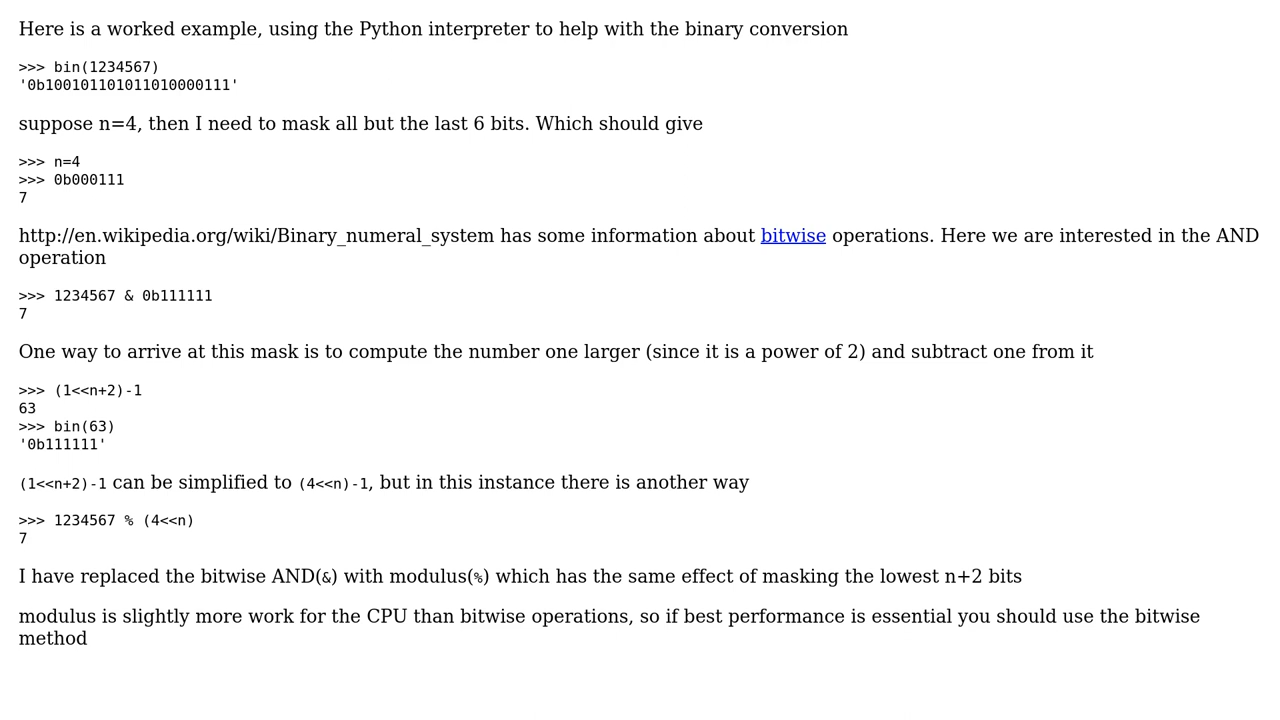 Here is a worked example, using the Python interpreter to help with the binary conversion
>>> bin(1234567)
'0b100101101011010000111'
suppose n=4, then I need to mask all but the last 6 bits. Which should give
>>> n=4
>>> 0b000111
7
http://en.wikipedia.org/wiki/Binary_numeral_system has some information about bitwise operations. Here we are interested in the AND
operation
>>> 1234567 & 0b111111
7
One way to arrive at this mask is to compute the number one larger (since it is a power of 2) and subtract one from it
>>> (1<<n+2)-1
63
>>> bin(63)
'0b111111'
(1<<n+2)-1 can be simplified to (4<<n)-1, but in this instance there is another way
>>> 1234567 % (4<<n)
7
I have replaced the bitwise AND(&) with modulus(%) which has the same effect of masking the lowest n+2 bits
modulus is slightly more work for the CPU than bitwise operations, so if best performance is essential you should use the bitwise
method